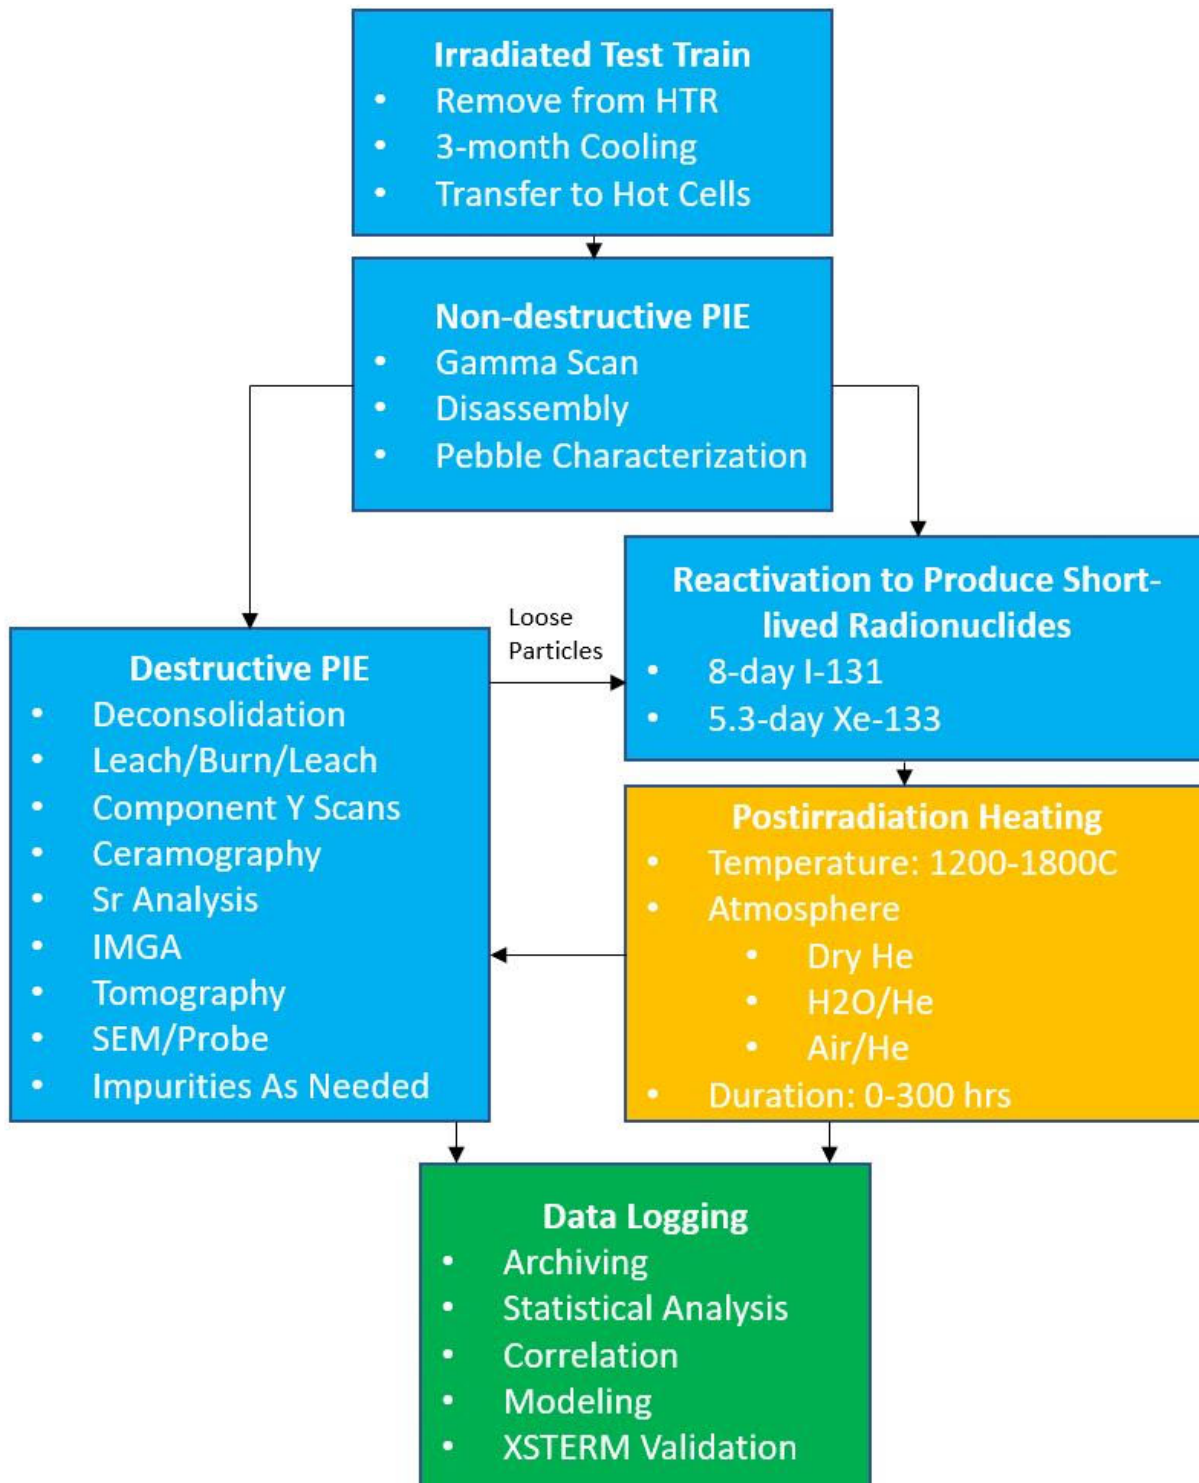 Irradiated Test Train
• Remove from HTR
• 3-month Cooling
• Transfer to Hot Cells
Non-destructive PIE
• Gamma Scan
• Disassembly
• Pebble Characterization
Reactivation to Produce Short-
lived Radionuclides
• 8-day I-131
• 5.3-day Xe-133
Loose
Particles
Destructive PIE
• Deconsolidation
• Leach/Burn/Leach
• Component Y Scans
• Ceramography
• Sr Analysis
• IMGA
• Tomography
• SEM/Probe
• Impurities As Needed
Postirradiation Heating
• Temperature: 1200-1800C
• Atmosphere
• Dry He
• H2O/He
• Air/He
• Duration: 0-300 hrs
Data Logging
• Archiving
• Statistical Analysis
• Correlation
• Modeling
• XSTERM Validation